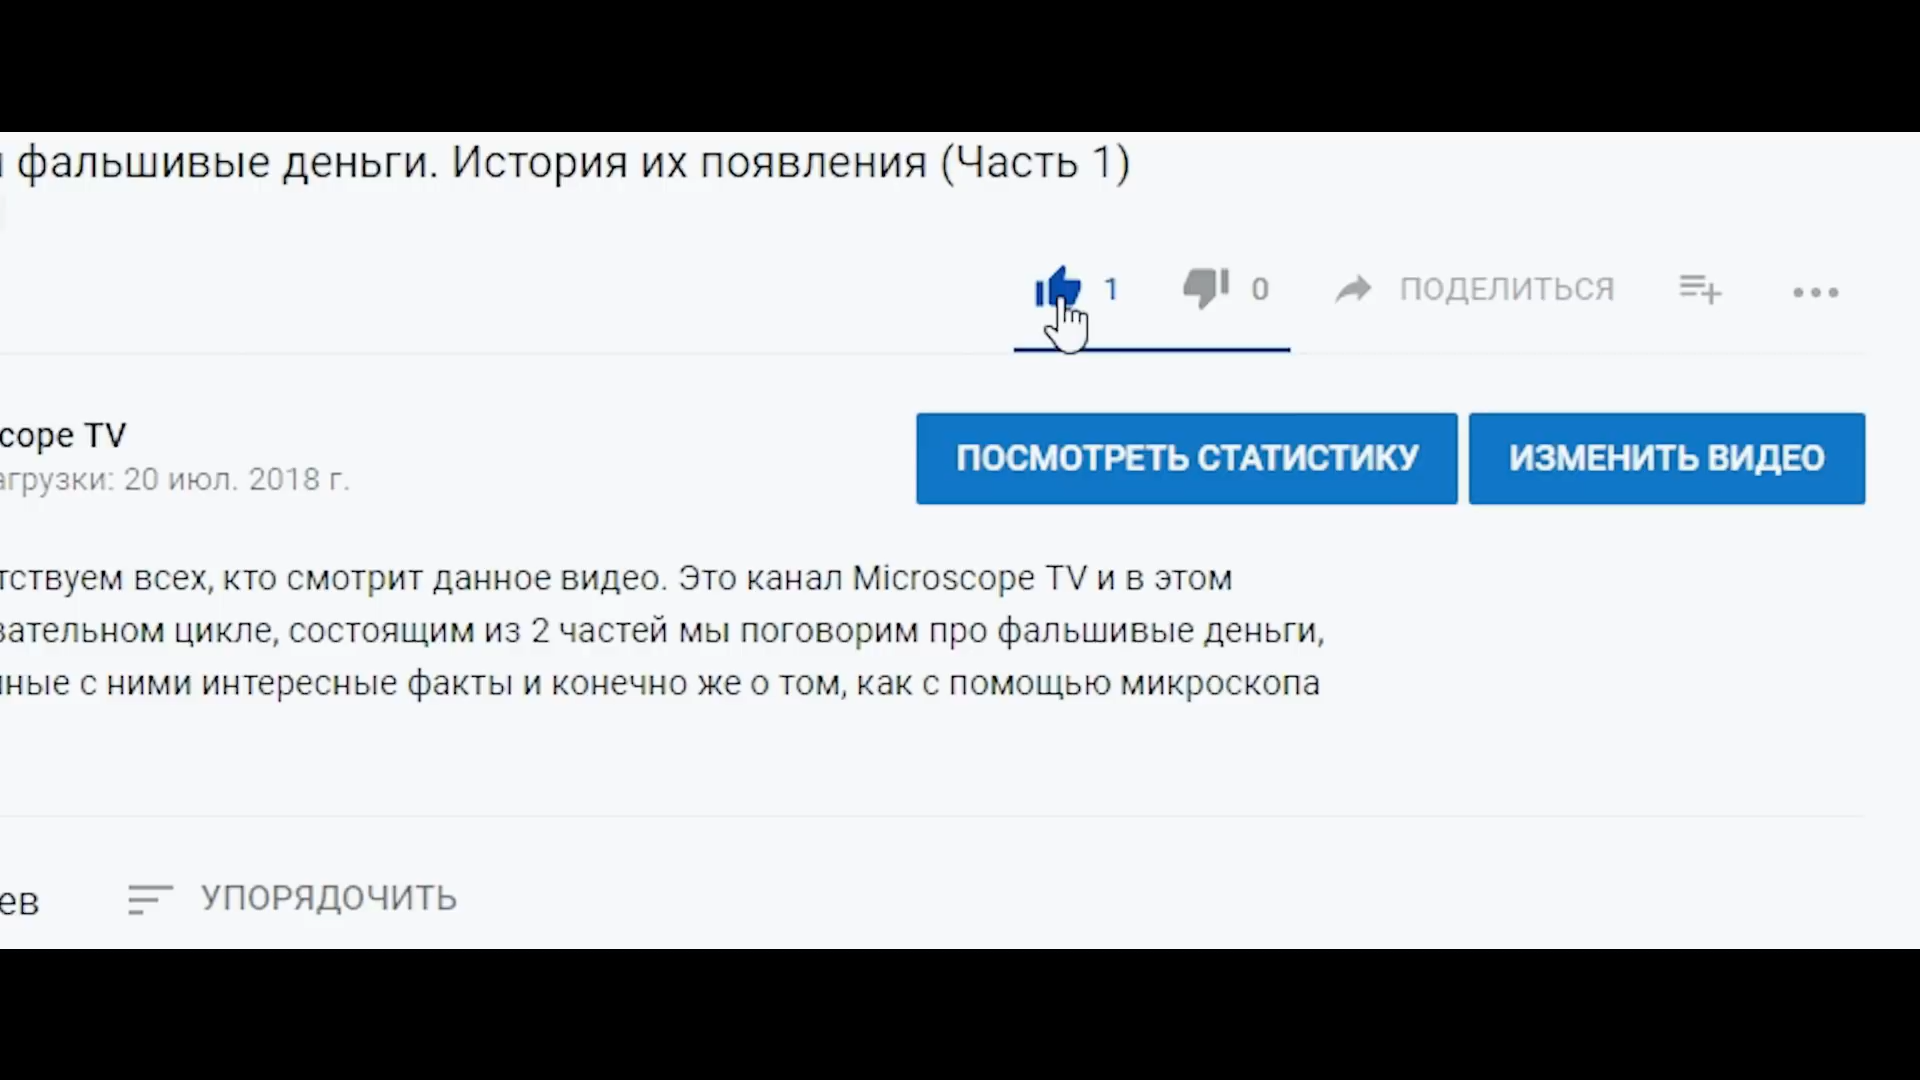 фальшивые деньги. История их появления (Часть 1)
1 0 ПОДЕЛИТЬСЯ
cope TV
агрузки: 20 июл. 2018 г.
ПОСМОТРЕТЬ СТАТИСТИКУ ИЗМЕНИТЬ ВИДЕО
тствуем всех, кто смотрит данное видео. Это канал Microscope TV и в этом
вательном цикле, состоящим из 2 частей мы поговорим про фальшивые деньги,
нные с ними интересные факты и конечно же о том, как с помощью микроскопа
ев УПОРЯДОЧИТЬ